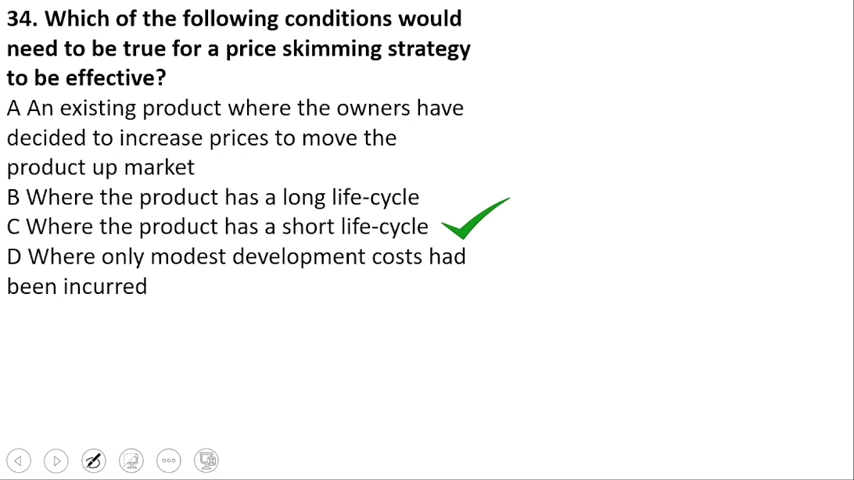 34. Which of the following conditions would
need to be true for a price skimming strategy
to be effective?
A An existing product where the owners have
decided to increase prices to move the
product up market
B Where the product has a long life-cycle
C Where the product has a short life-cycle
D Where only modest development costs had
been incurred